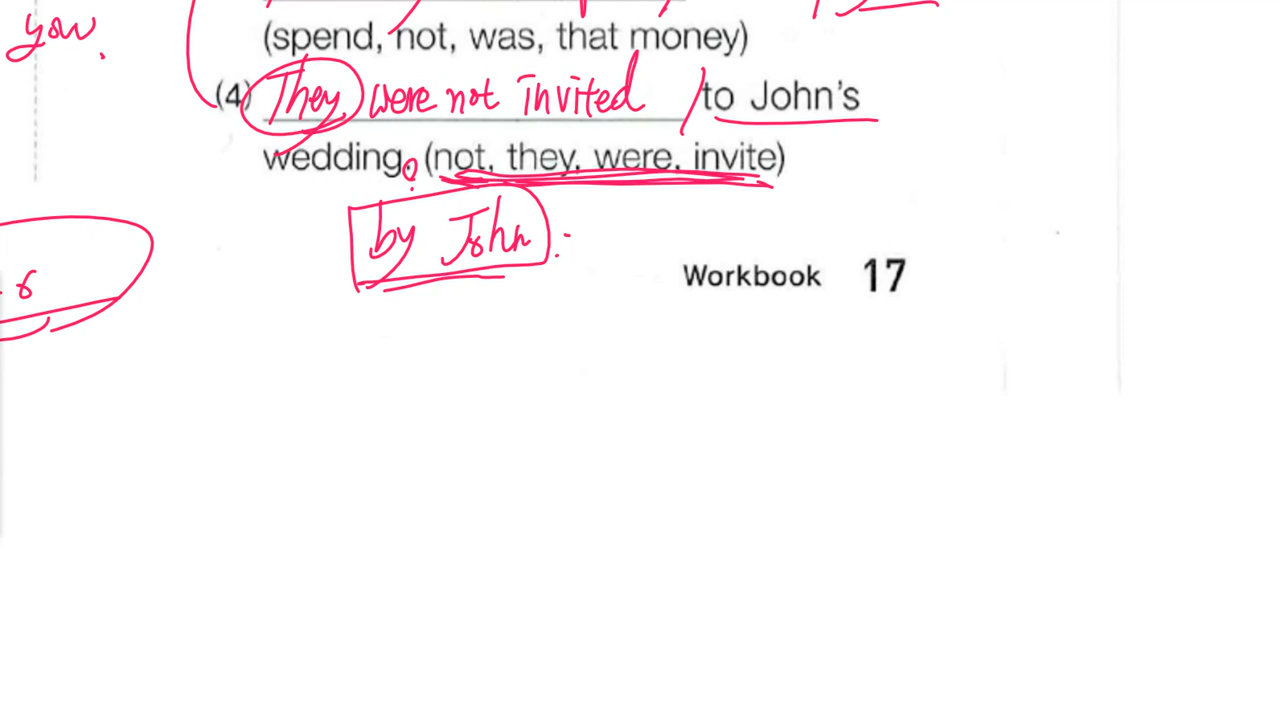 you.
(spend, not, was, that money)
(4) They were not invited / to John's
wedding. (not, they, were, invite)
by John.
6
Workbook 17